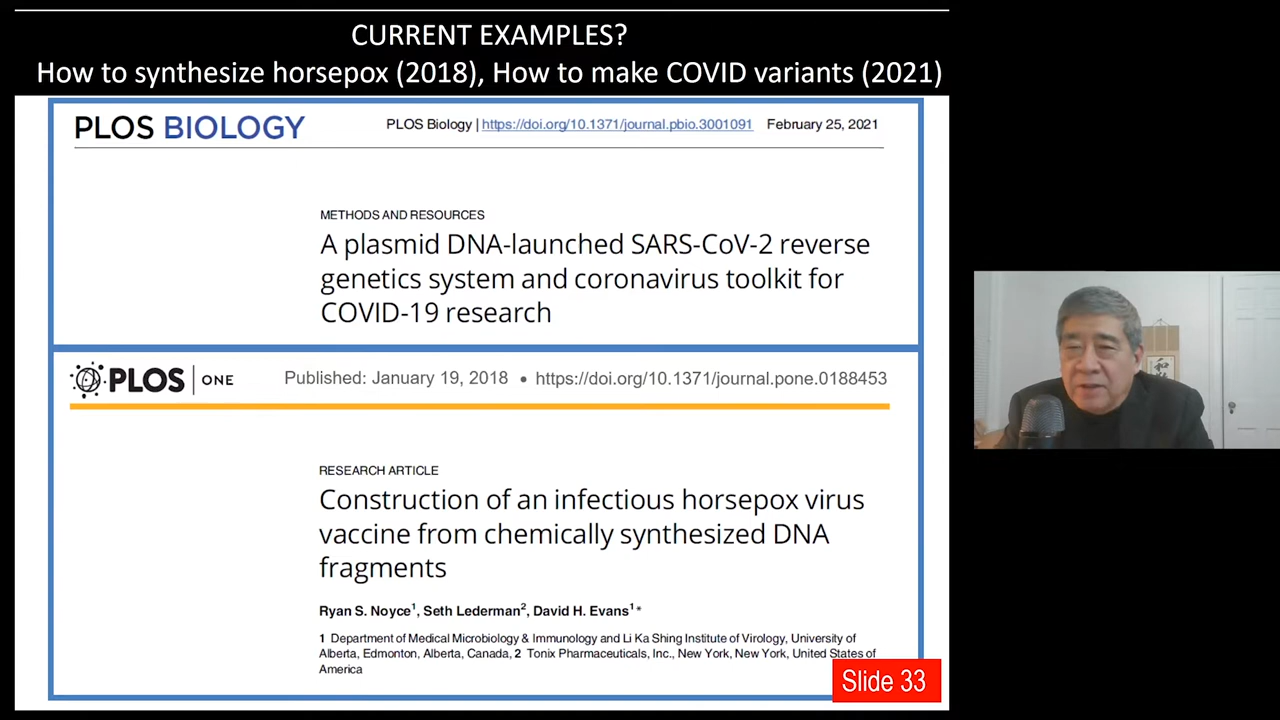 CURRENT EXAMPLES?
How to synthesize horsepox (2018), How to make COVID variants (2021)
PLOS BIOLOGY
PLOS Biology | https://doi.org/10.1371/journal.pbio.3001091 February 25, 2021
METHODS AND RESOURCES
A plasmid DNA-launched SARS-CoV-2 reverse
genetics system and coronavirus toolkit for
COVID-19 research
PLOS | ONE
Published: January 19, 2018 • https://doi.org/10.1371/journal.pone.0188453
RESEARCH ARTICLE
Construction of an infectious horsepox virus
vaccine from chemically synthesized DNA
fragments
Ryan S. Noyce1, Seth Lederman2, David H. Evans1*
1 Department of Medical Microbiology & Immunology and Li Ka Shing Institute of Virology, University of
Alberta, Edmonton, Alberta, Canada, 2 Tonix Pharmaceuticals, Inc., New York, New York, United States of
America
Slide 33